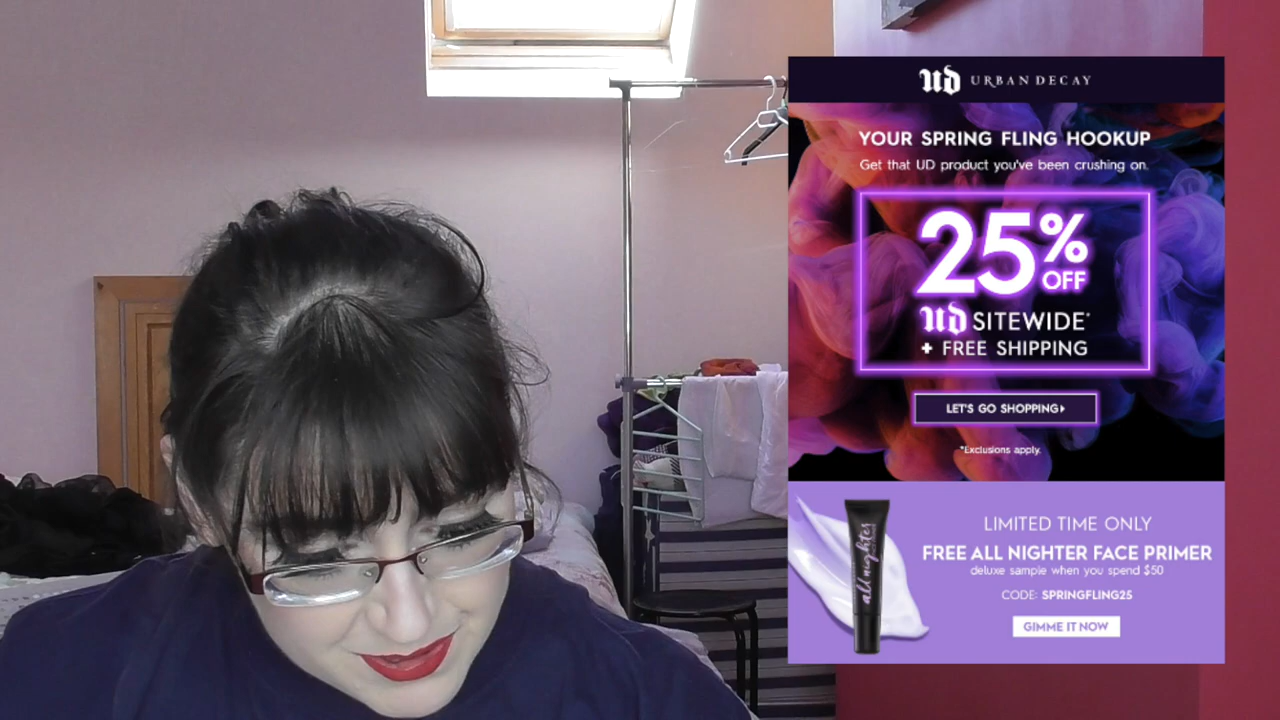 ud URBAN DECAY
YOUR SPRING FLING HOOKUP
Get that UD product you've been crushing on.
25%
OFF
ud SITEWIDE*
+ FREE SHIPPING
LET'S GO SHOPPING
*Exclusions apply.
LIMITED TIME ONLY
FREE ALL NIGHTER FACE PRIMER
deluxe sample when you spend $50
CODE: SPRINGFLING25
GIMME IT NOW
all nighter